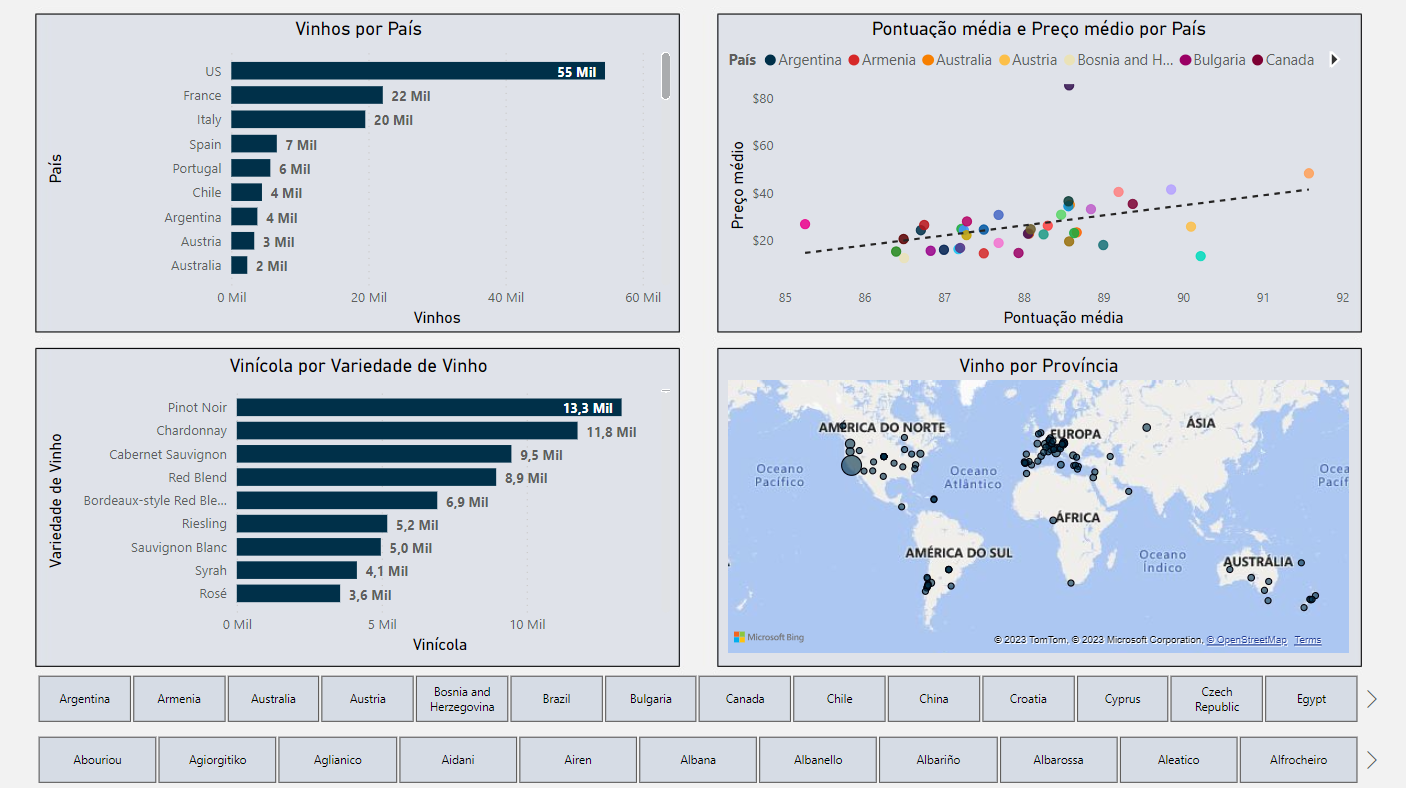 Vinhos por País
País
US
55 Mil
France
22 Mil
Italy
20 Mil
Spain
7 Mil
Portugal
6 Mil
Chile
4 Mil
Argentina
4 Mil
Austria
3 Mil
Australia
2 Mil
0 Mil
20 Mil
40 Mil
60 Mil
Vinhos
Pontuação média e Preço médio por País
País Argentina Armenia Australia Austria Bosnia and H... Bulgaria Canada
Preço médio
$80
$60
$40
$20
85
86
87
88
89
90
91
92
Pontuação média
Vinícola por Variedade de Vinho
Variedade de Vinho
Pinot Noir
13,3 Mil
Chardonnay
11,8 Mil
Cabernet Sauvignon
9,5 Mil
Red Blend
8,9 Mil
Bordeaux-style Red Ble...
6,9 Mil
Riesling
5,2 Mil
Sauvignon Blanc
5,0 Mil
Syrah
4,1 Mil
Rosé
3,6 Mil
0 Mil
5 Mil
10 Mil
Vinícola
Vinho por Província
AMÉRICA DO NORTE
EUROPA
ÁSIA
Oceano
Pacífico
Oceano
Atlântico
Ocea
Pacíf
ÁFRICA
AMÉRICA DO SUL
Oceano
Índico
AUSTRÁLIA
Microsoft Bing
© 2023 TomTom, © 2023 Microsoft Corporation, © OpenStreetMap Terms
Argentina
Armenia
Australia
Austria
Bosnia and
Herzegovina
Brazil
Bulgaria
Canada
Chile
China
Croatia
Cyprus
Czech
Republic
Egypt
Abouriou
Agiorgitiko
Aglianico
Aidani
Airen
Albana
Albanello
Albariño
Albarossa
Aleatico
Alfrocheiro